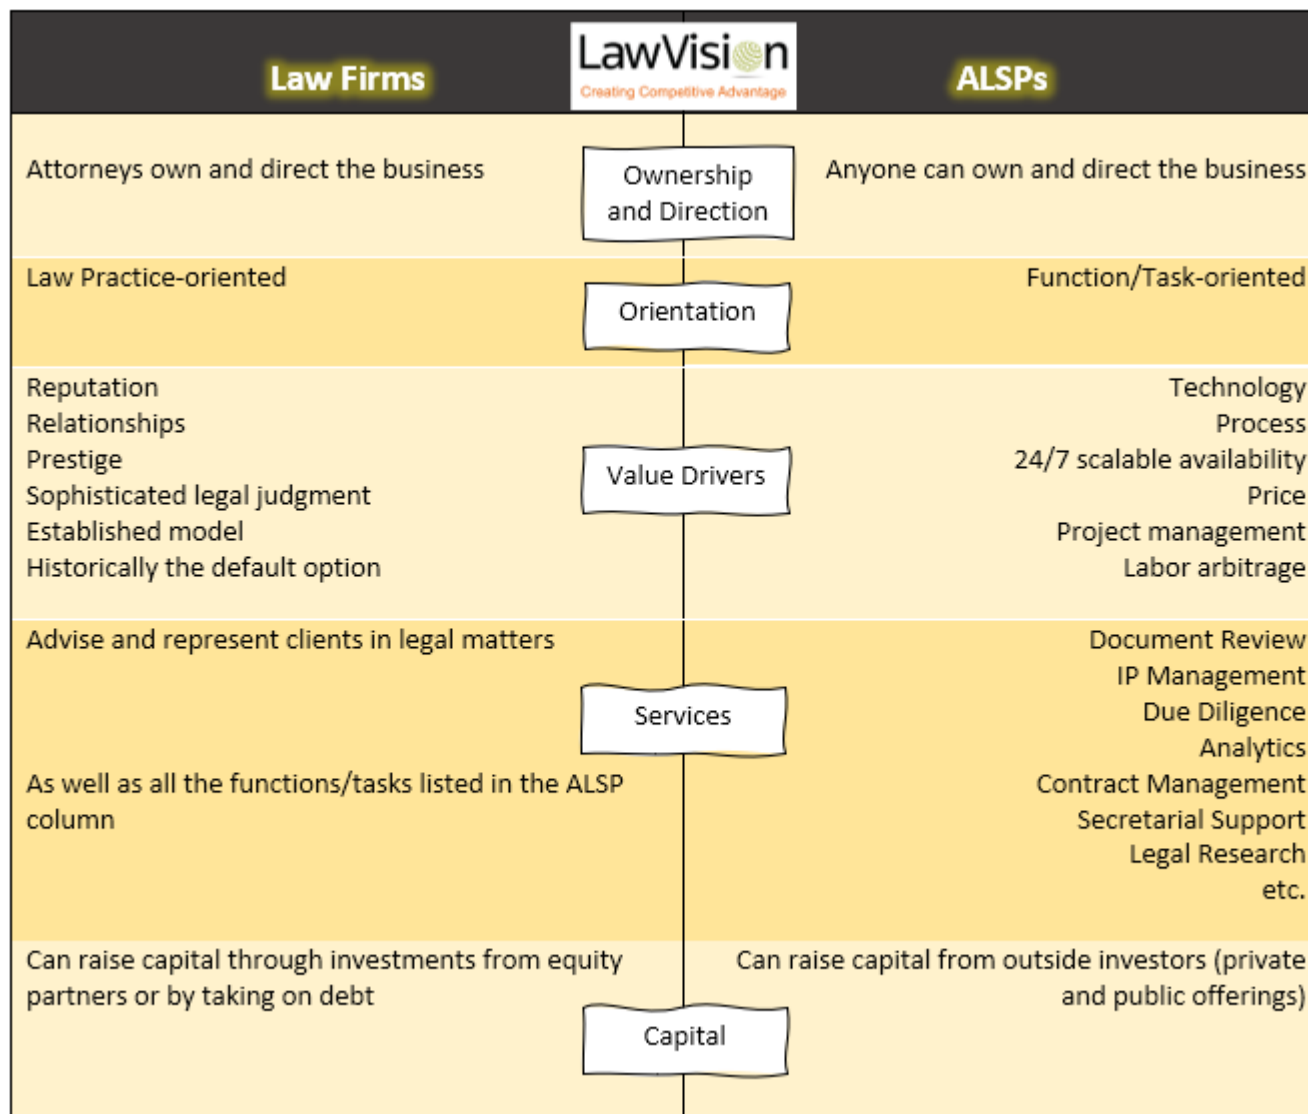 Law Firms
LawVision
Creating Competitive Advantage
ALSPs
Attorneys own and direct the business
Ownership
and Direction
Anyone can own and direct the business
Law Practice-oriented
Orientation
Function/Task-oriented
Reputation
Relationships
Prestige
Sophisticated legal judgment
Established model
Historically the default option
Value Drivers
Technology
Process
24/7 scalable availability
Price
Project management
Labor arbitrage
Advise and represent clients in legal matters
As well as all the functions/tasks listed in the ALSP
column
Services
Document Review
IP Management
Due Diligence
Analytics
Contract Management
Secretarial Support
Legal Research
etc.
Can raise capital through investments from equity
partners or by taking on debt
Capital
Can raise capital from outside investors (private
and public offerings)